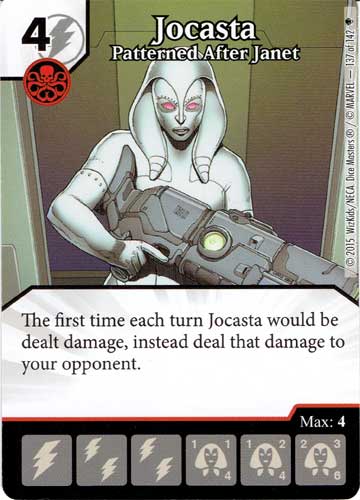 4
Jocasta
Patterned After Janet
© 2015 WizKids/NECA. Dice Masters ® / © MARVEL — 137 of 142
The first time each turn Jocasta would be
dealt damage, instead deal that damage to
your opponent.
Max: 4
1 1 4
1 2 4
2 3 6